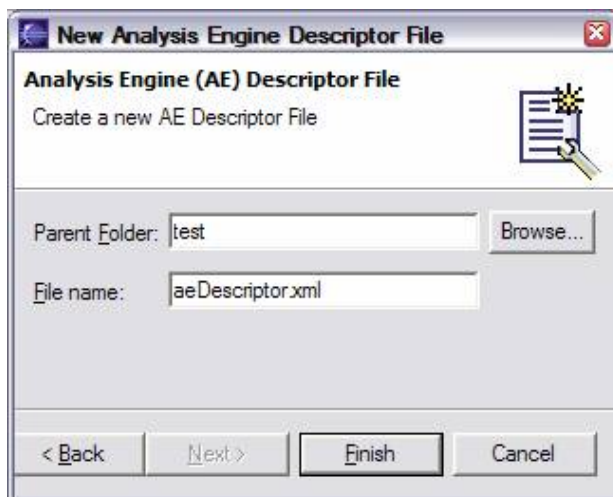 New Analysis Engine Descriptor File
Analysis Engine (AE) Descriptor File
Create a new AE Descriptor File
Parent Folder: test Browse...
File name: aeDescriptor.xml
< Back Next > Finish Cancel